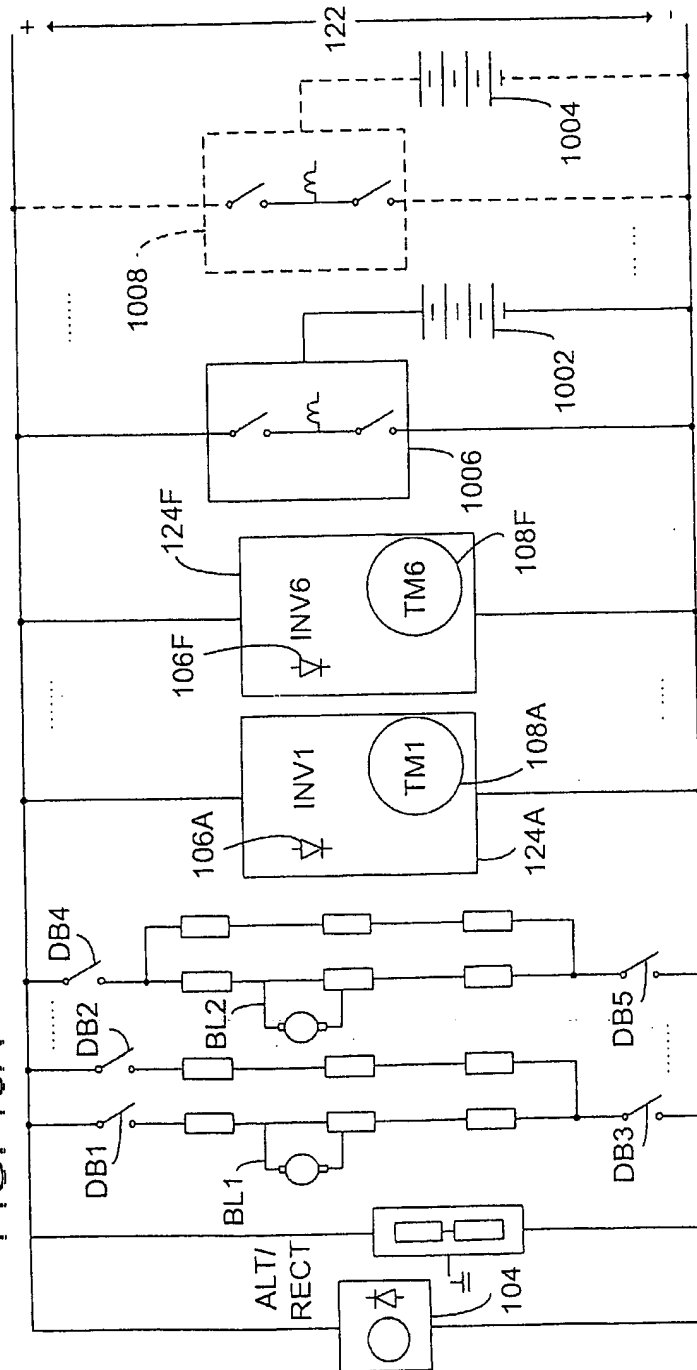 ALT/
RECT
104
BL1
DB1
DB2
DB3
BL2
DB4
DB5
106A
INV1
TM1
108A
124A
106F
INV6
TM6
108F
124F
1006
1002
1008
1004
+
122
-